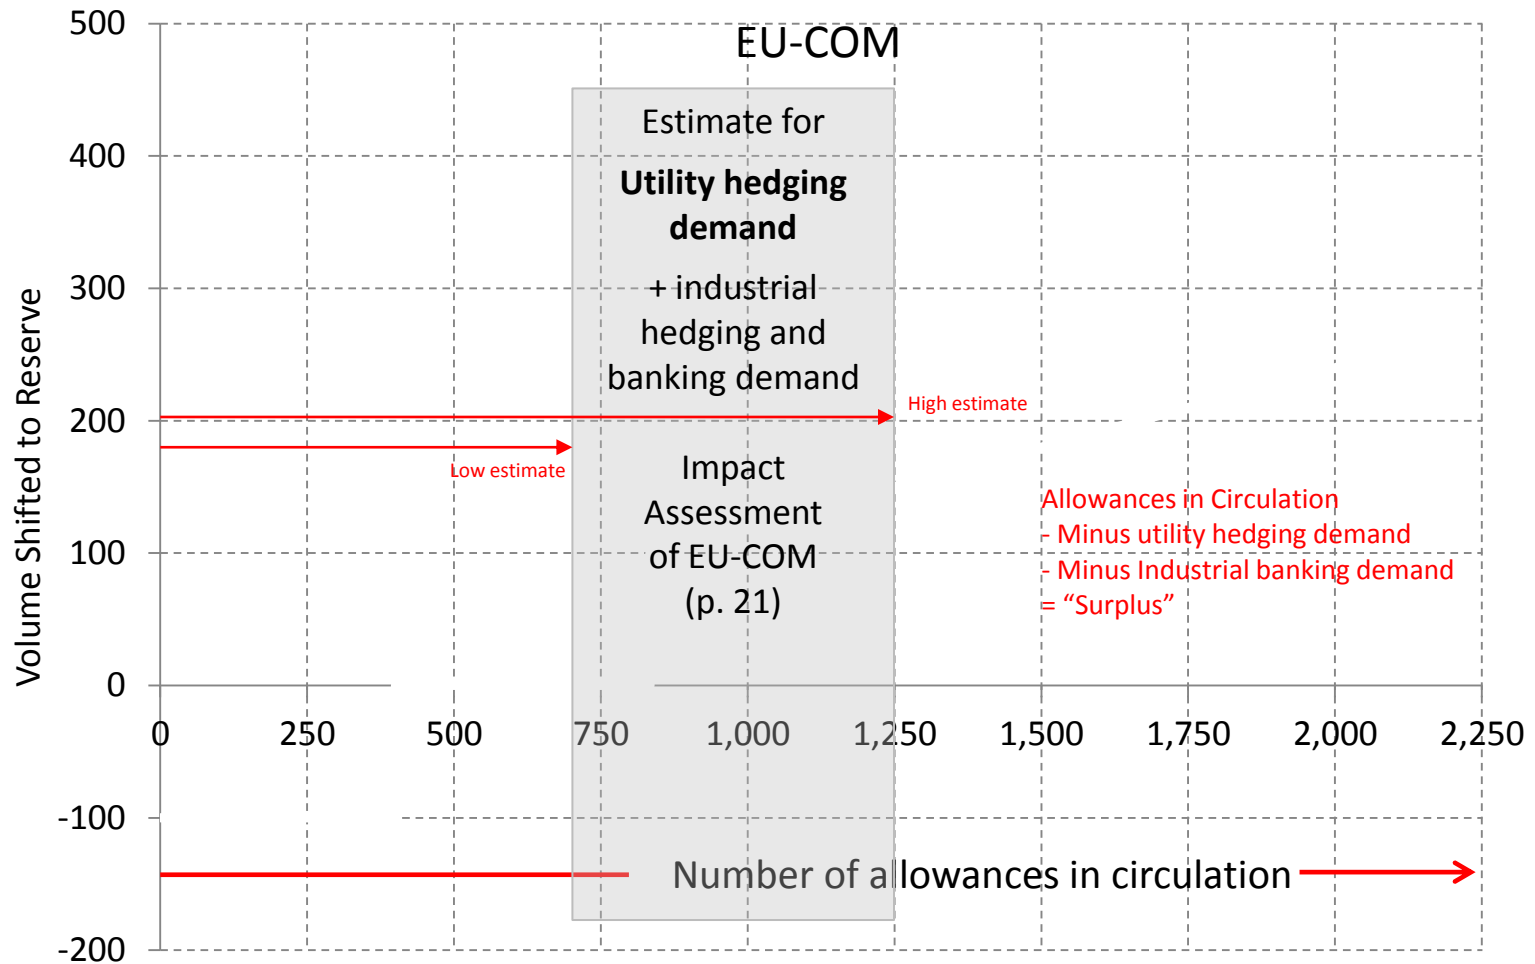 EU-COM
500
400
300
200
100
0
-100
-200
Volume Shifted to Reserve
Estimate for
Utility hedging
demand
+ industrial
hedging and
banking demand
High estimate
Low estimate
Impact
Assessment
of EU-COM
(p. 21)
Allowances in Circulation
- Minus utility hedging demand
- Minus Industrial banking demand
= “Surplus”
0 250 500 750 1,000 1,250 1,500 1,750 2,000 2,250
Number of allowances in circulation